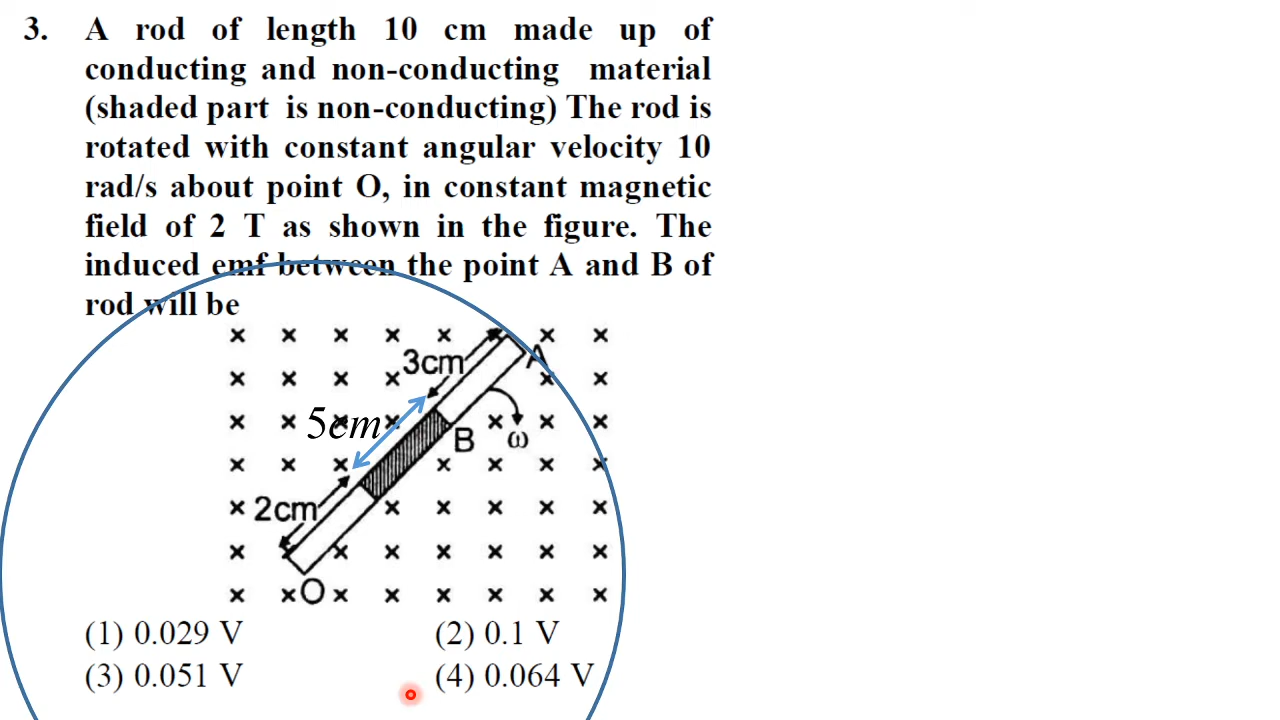 3. A rod of length 10 cm made up of
conducting and non-conducting material
(shaded part is non-conducting) The rod is
rotated with constant angular velocity 10
rad/s about point O, in constant magnetic
field of 2 T as shown in the figure. The
induced emf between the point A and B of
rod will be
3cm
A
5cm
B
ω
2cm
O
(1) 0.029 V (2) 0.1 V
(3) 0.051 V (4) 0.064 V